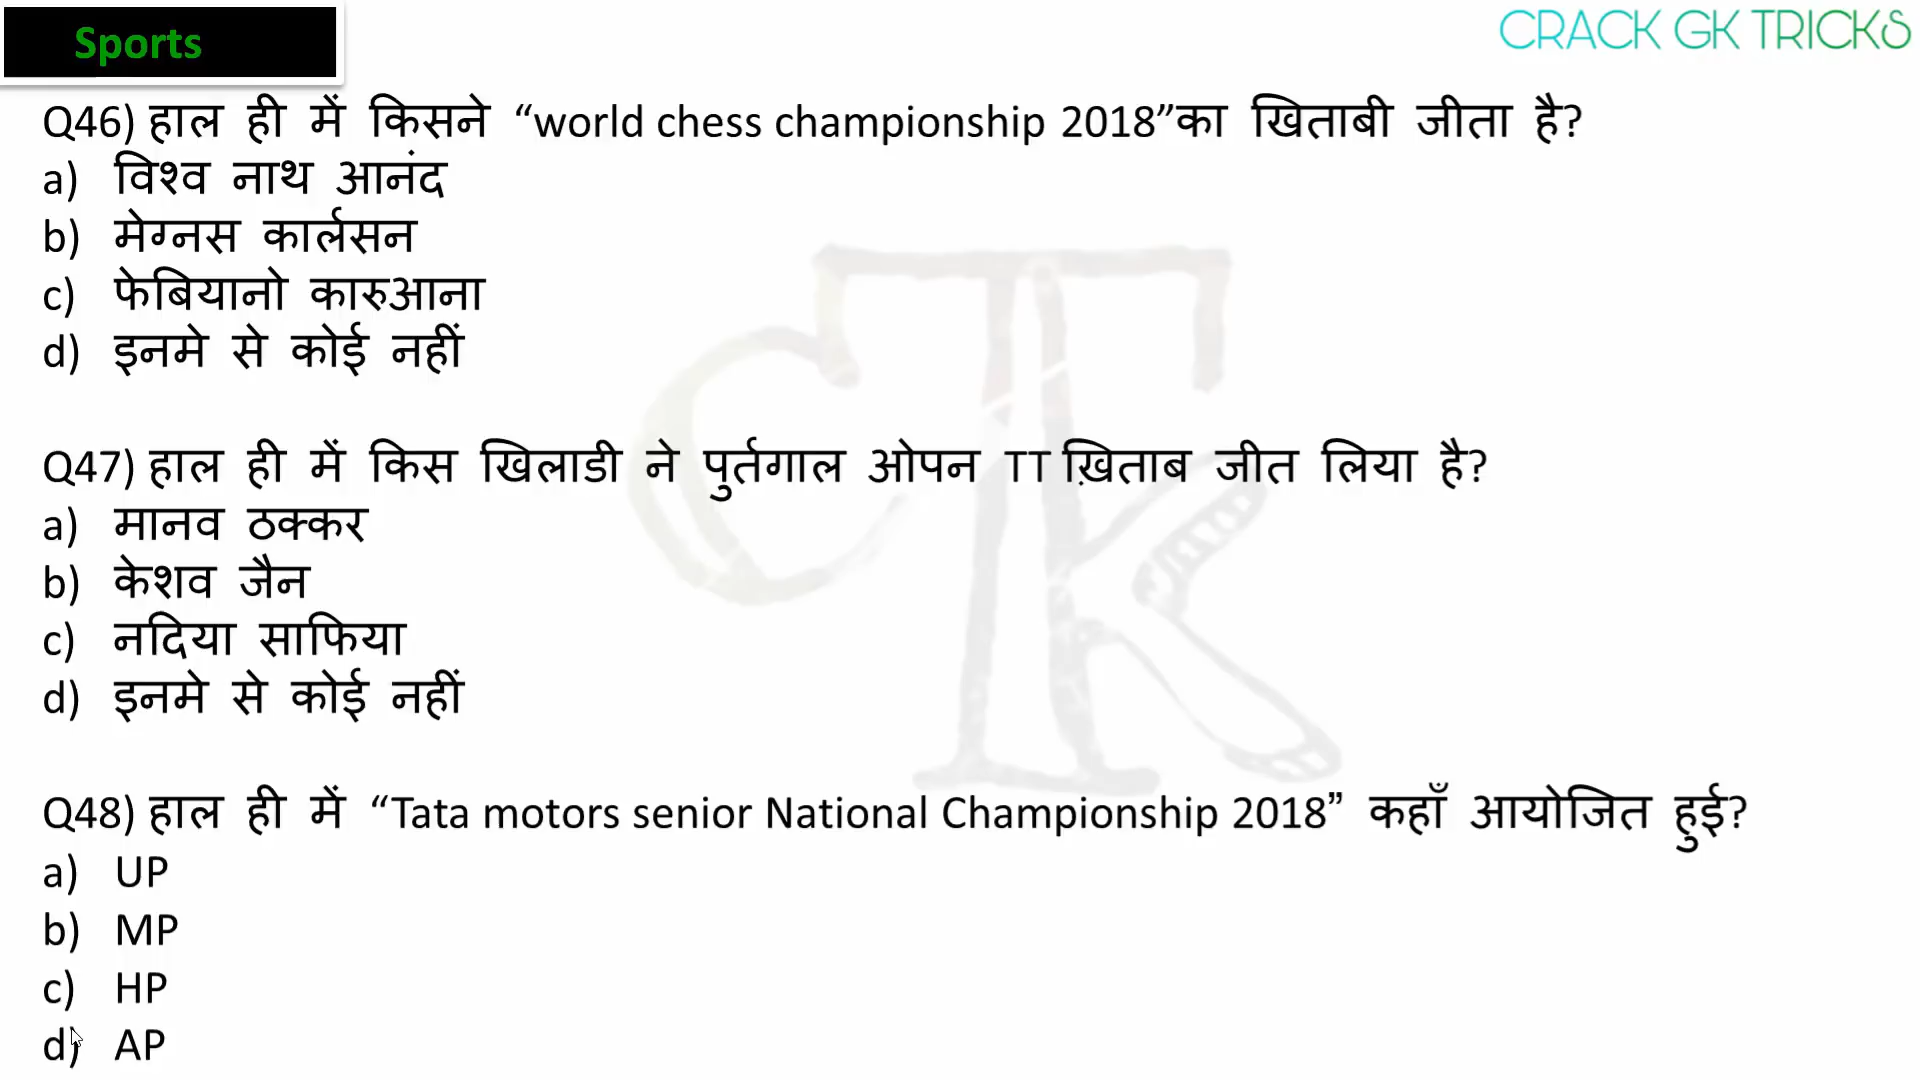 Sports
CRACK GK TRICKS
Q46) हाल ही में किसने “world chess championship 2018”का खिताबी जीता है?
a) विश्व नाथ आनंद
b) मेग्नस कार्लसन
c) फेबियानो कारुआना
d) इनमे से कोई नहीं
Q47) हाल ही में किस खिलाडी ने पुर्तगाल ओपन TT ख़िताब जीत लिया है?
a) मानव ठक्कर
b) केशव जैन
c) नदिया साफिया
d) इनमे से कोई नहीं
Q48) हाल ही में “Tata motors senior National Championship 2018” कहाँ आयोजित हुई?
a) UP
b) MP
c) HP
d) AP
CTK